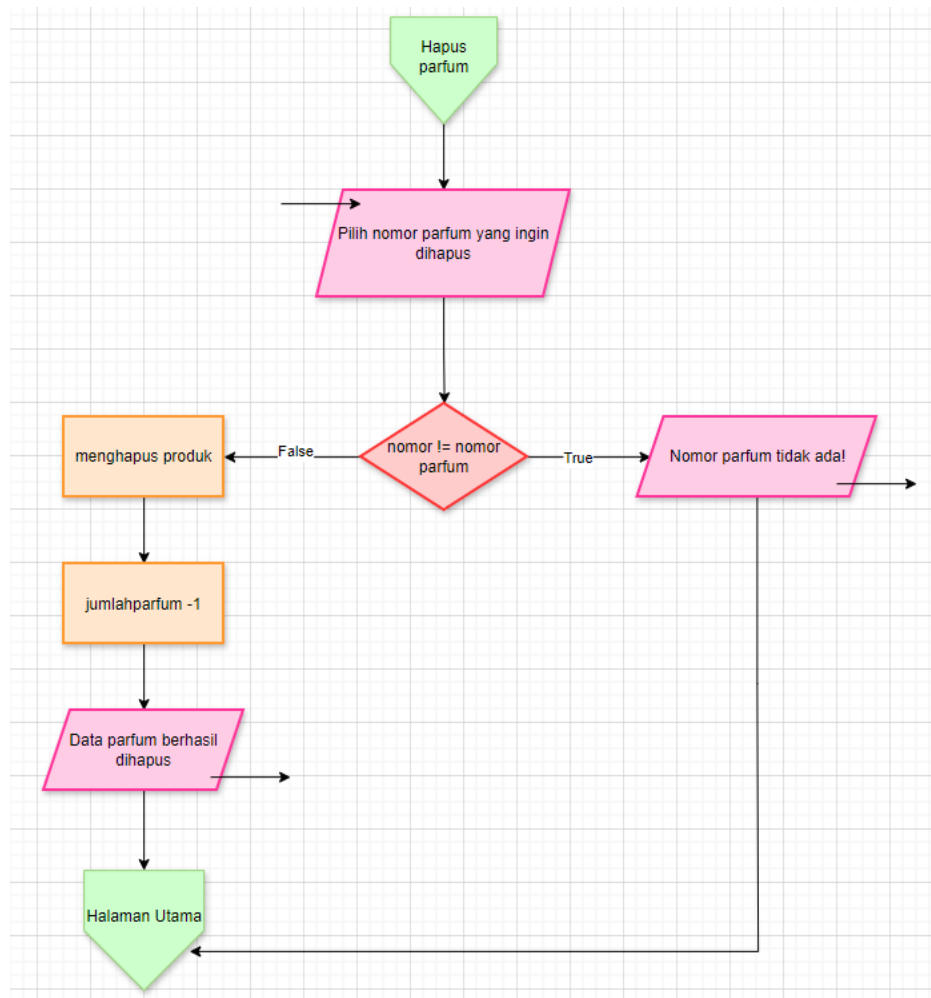 Hapus
parfum
Pilih nomor parfum yang ingin
dihapus
menghapus produk
False
nomor != nomor
parfum
True
Nomor parfum tidak ada!
jumlahparfum -1
Data parfum berhasil
dihapus
Halaman Utama